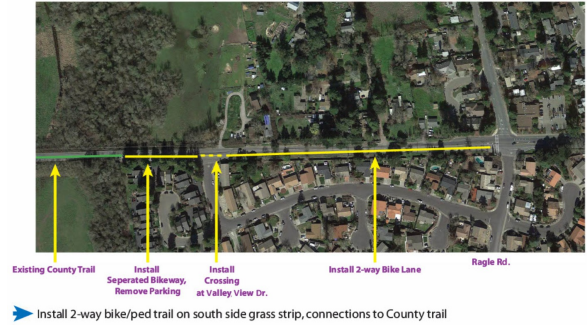 Existing County Trail
Install
Seperated Bikeway,
Remove Parking
Install
Crossing
at Valley View Dr.
Install 2-way Bike Lane
Ragle Rd.
Install 2-way bike/ped trail on south side grass strip, connections to County trail